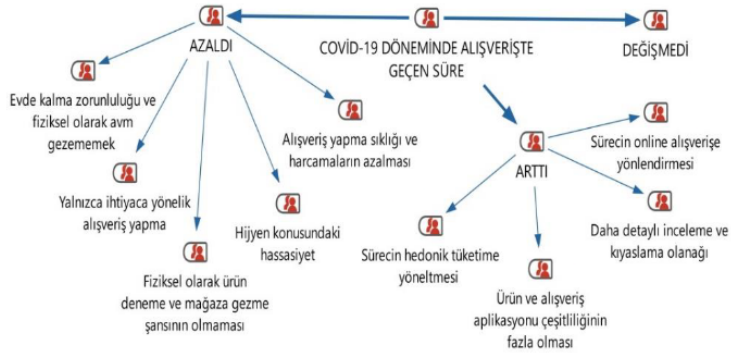 AZALDI
COVİD-19 DÖNEMİNDE ALIŞVERİŞTE
GEÇEN SÜRE
DEĞİŞMEDİ
Evde kalma zorunluluğu ve
fiziksel olarak avm
gezememek
Alışveriş yapma sıklığı ve
harcamaların azalması
Yalnızca ihtiyaca yönelik
alışveriş yapma
Hijyen konusundaki
hassasiyet
Fiziksel olarak ürün
deneme ve mağaza gezme
şansının olmaması
ARTTI
Sürecin online alışverişe
yönlendirmesi
Daha detaylı inceleme ve
kıyaslama olanağı
Sürecin hedonik tüketime
yöneltmesi
Ürün ve alışveriş
aplikasyonu çeşitliliğinin
fazla olması